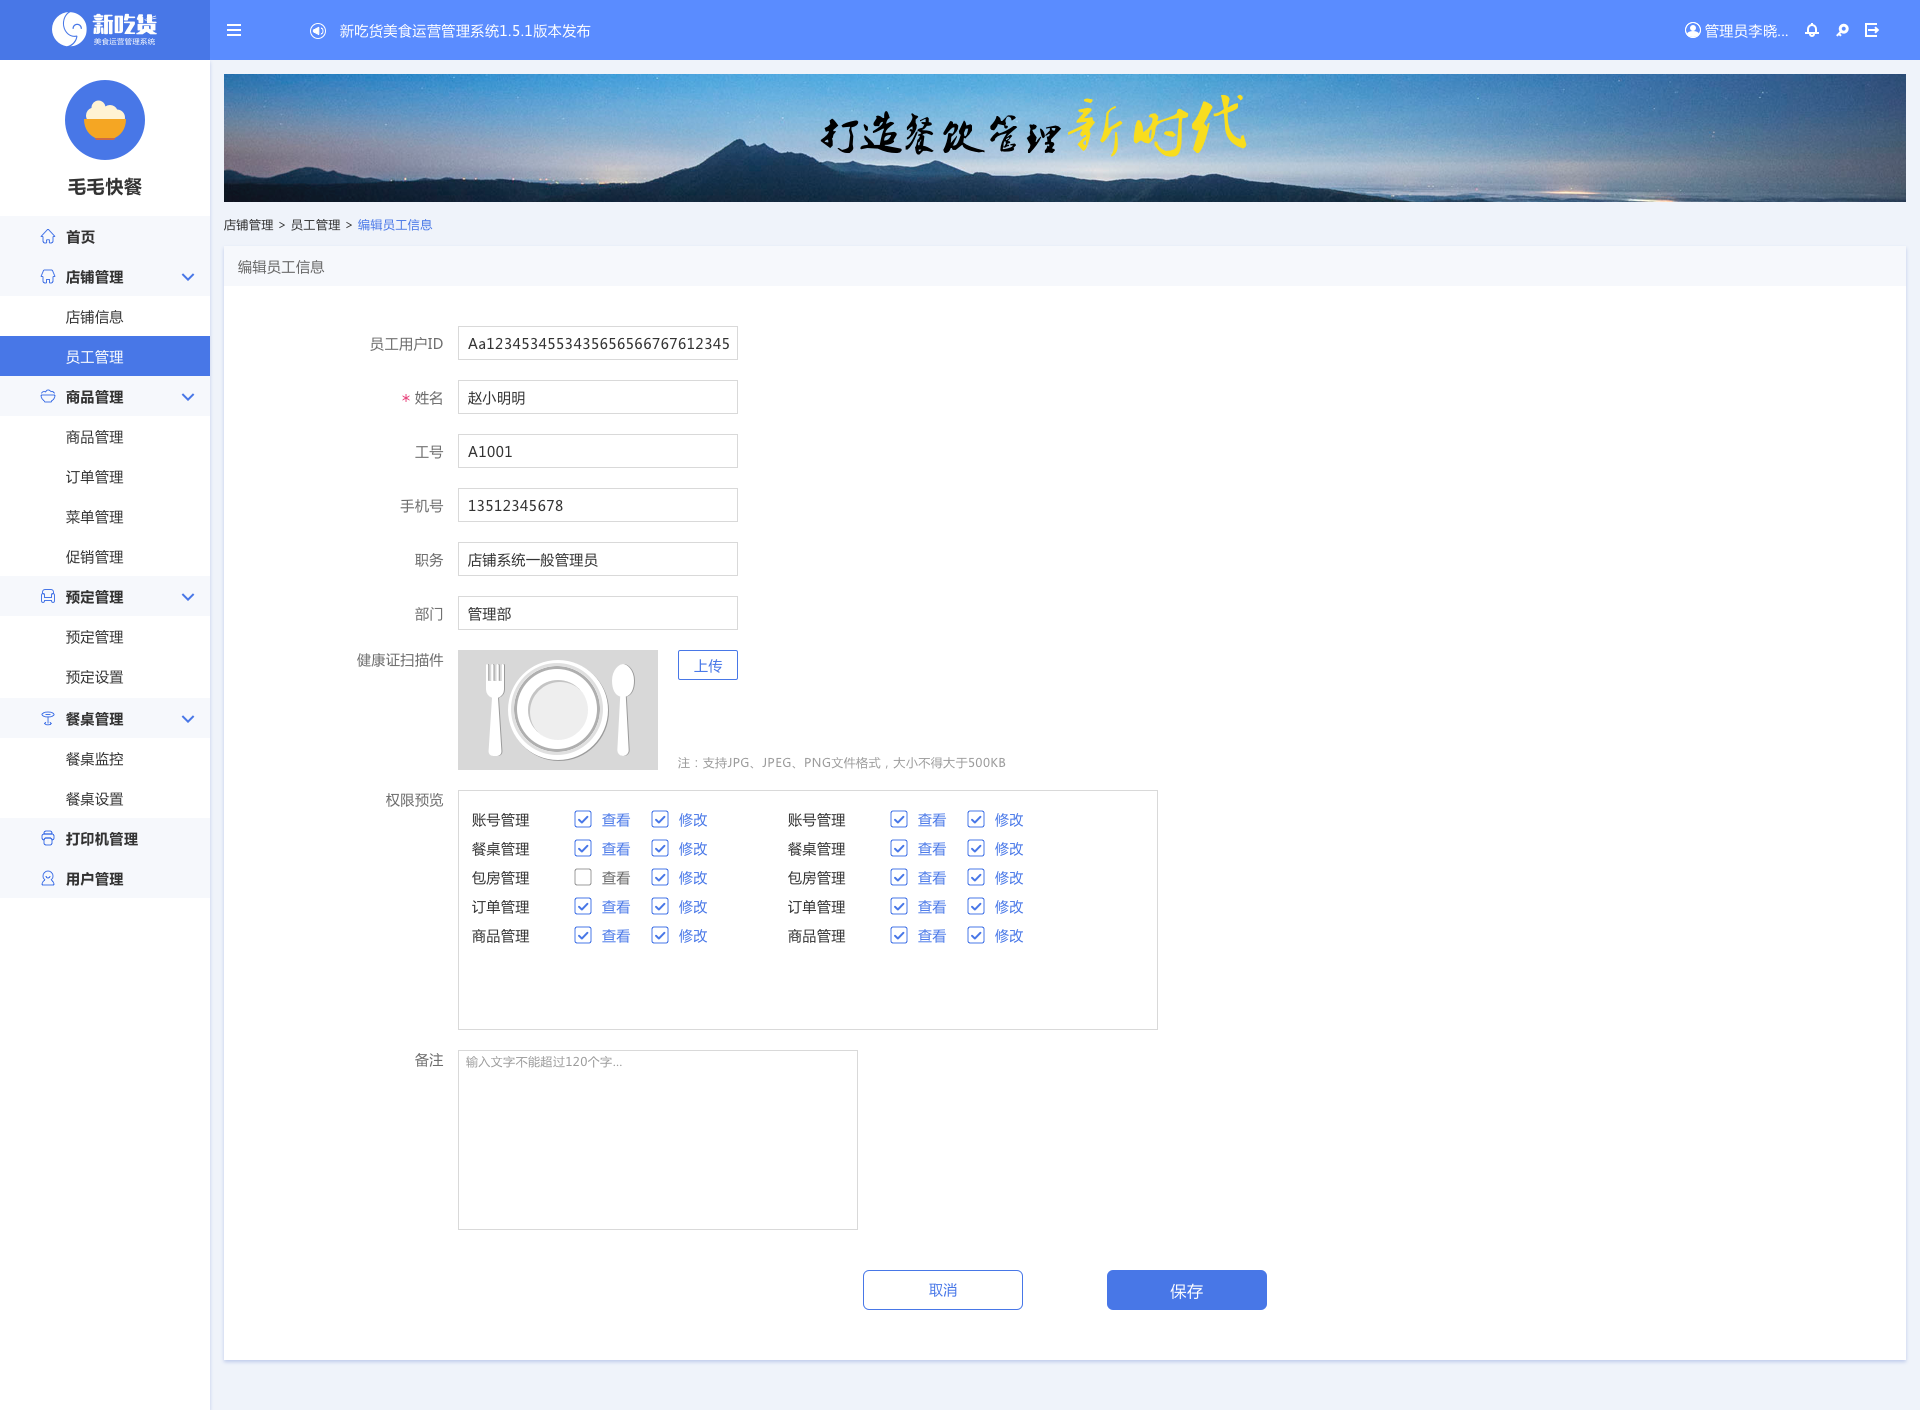 新吃货
美食运营管理系统
新吃货美食运营管理系统1.5.1版本发布
管理员李晓...
毛毛快餐
首页
店铺管理
店铺信息
员工管理
商品管理
商品管理
订单管理
菜单管理
促销管理
预定管理
预定管理
预定设置
餐桌管理
餐桌监控
餐桌设置
打印机管理
用户管理
打造餐饮管理新时代
店铺管理 > 员工管理 > 编辑员工信息
编辑员工信息
员工用户ID Aa1234534553435656566767612345
* 姓名 赵小明明
工号 A1001
手机号 13512345678
职务 店铺系统一般管理员
部门 管理部
健康证扫描件 上传
注：支持JPG、JPEG、PNG文件格式，大小不得大于500KB
权限预览
账号管理 查看 修改 账号管理 查看 修改
餐桌管理 查看 修改 餐桌管理 查看 修改
包房管理 查看 修改 包房管理 查看 修改
订单管理 查看 修改 订单管理 查看 修改
商品管理 查看 修改 商品管理 查看 修改
备注 输入文字不能超过120个字...
取消 保存